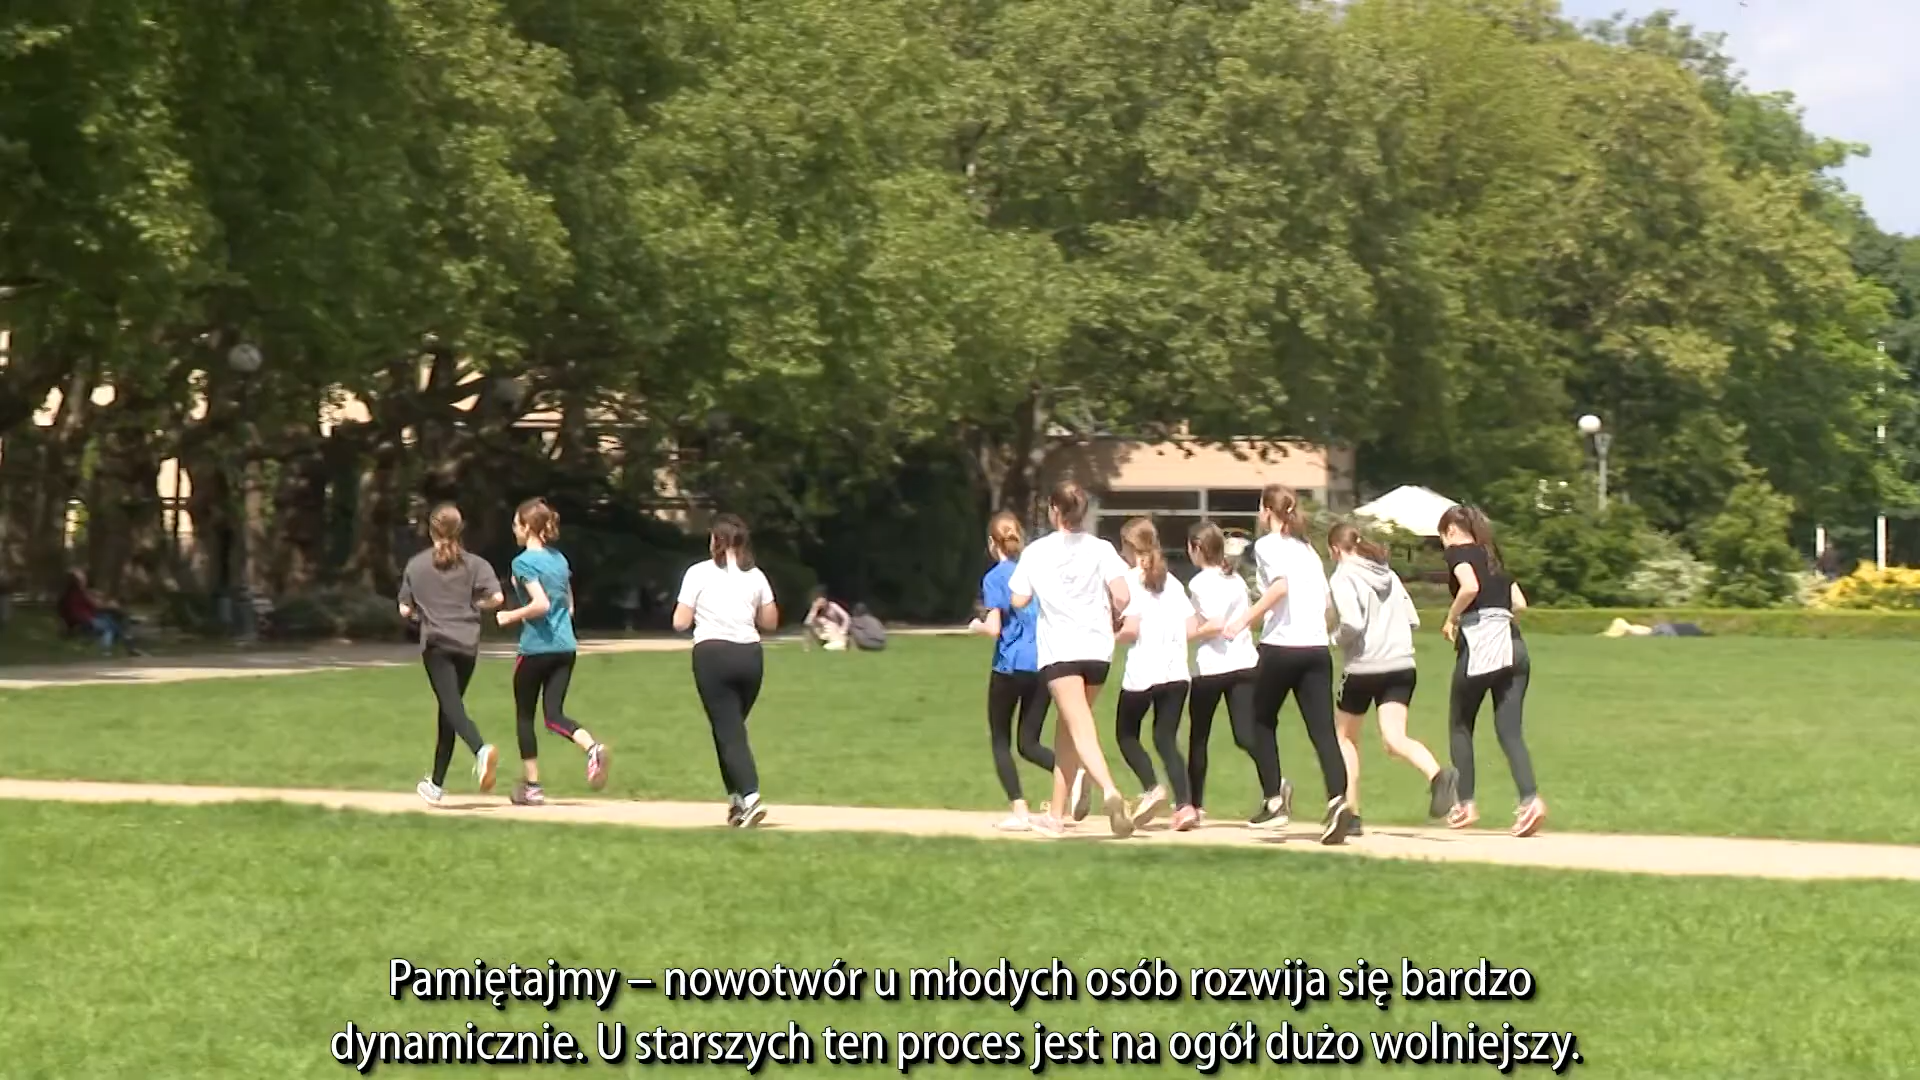 Pamiętajmy – nowotwór u młodych osób rozwija się bardzo
dynamicznie. U starszych ten proces jest na ogół dużo wolniejszy.